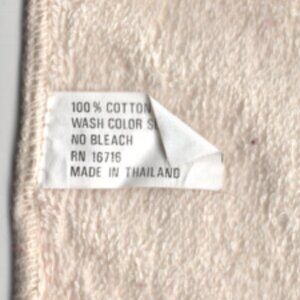 100% COTTON
WASH COLOR
NO BLEACH
RN 16716
MADE IN THAILAND